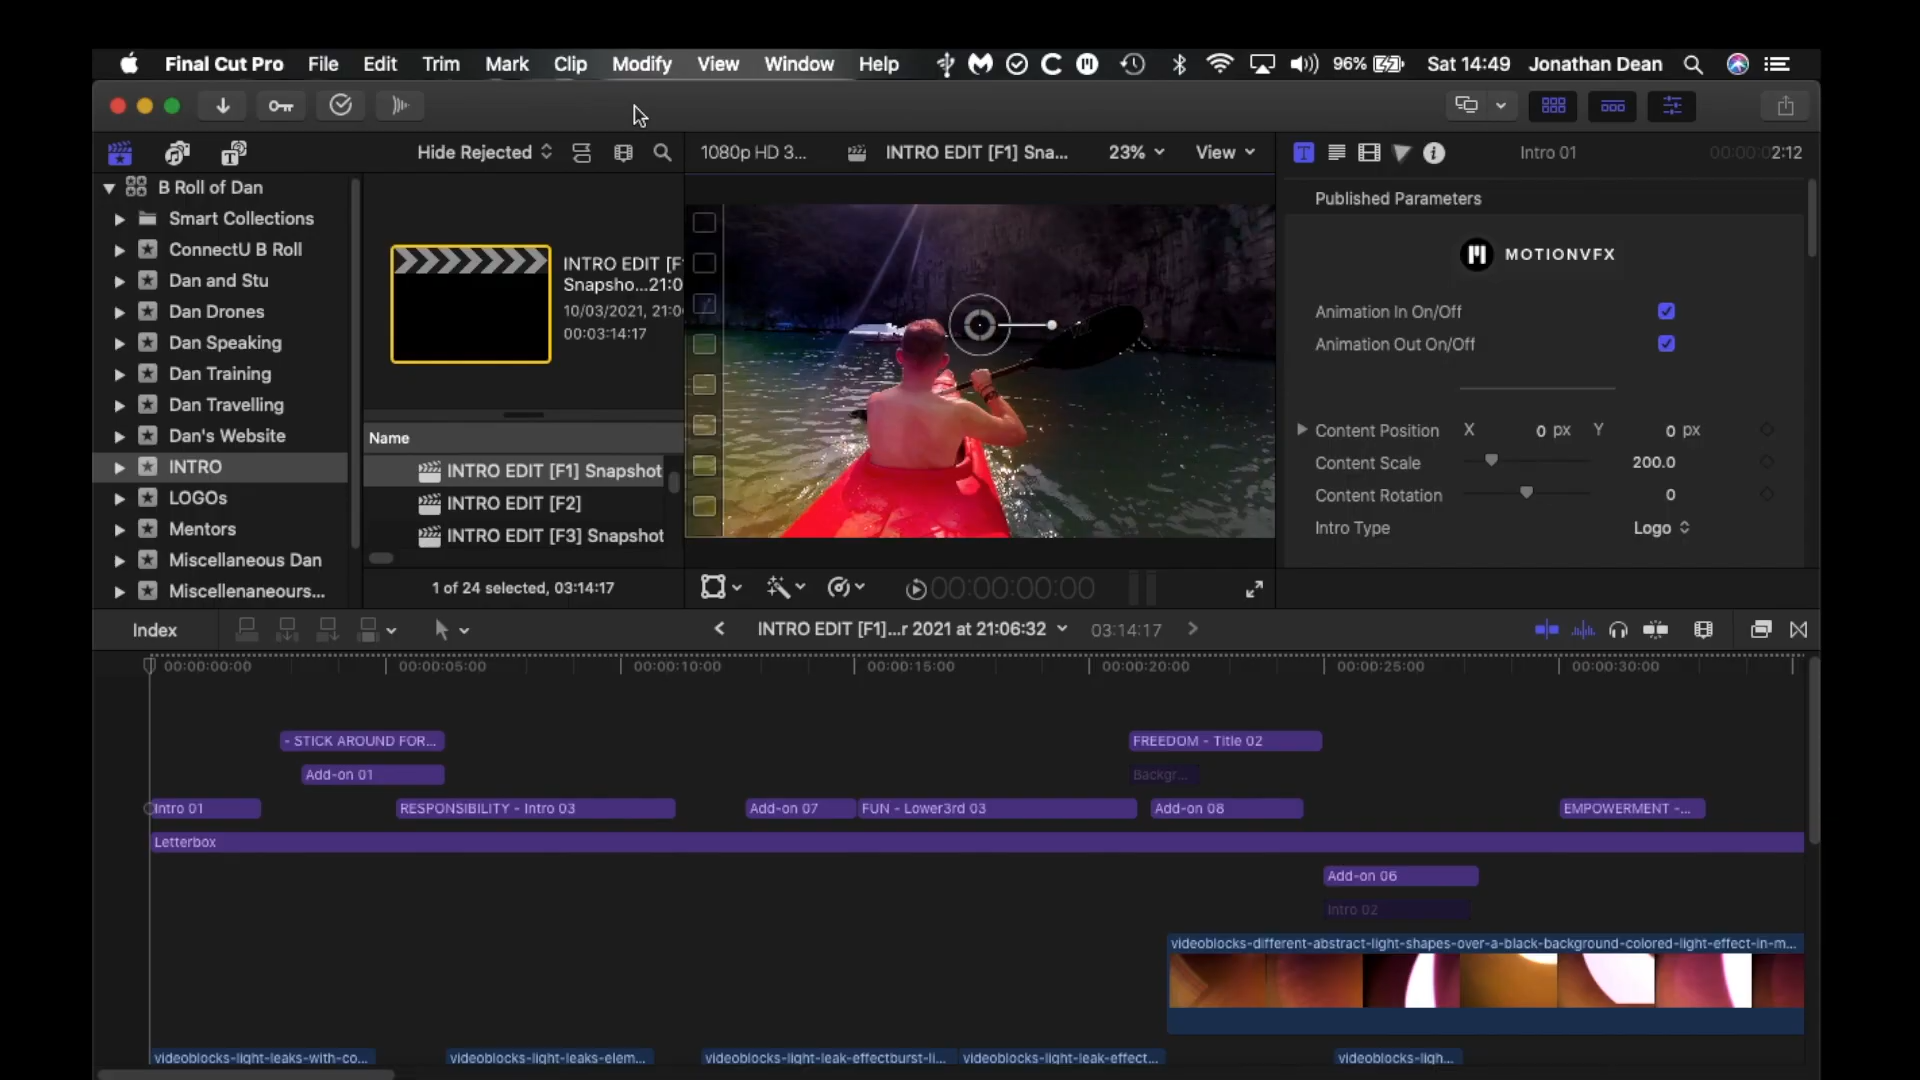 Final Cut Pro File Edit Trim Mark Clip Modify View Window Help 96% Sat 14:49 Jonathan Dean
Hide Rejected
1080p HD 3... INTRO EDIT [F1] Sna... 23% View
Intro 01 00:00:02:12
B Roll of Dan
Smart Collections
ConnectU B Roll
Dan and Stu
Dan Drones
Dan Speaking
Dan Training
Dan Travelling
Dan's Website
INTRO
LOGOs
Mentors
Miscellaneous Dan
Miscellenaneours...
INTRO EDIT [F
Snapsho...21:0
10/03/2021, 21:0
00:03:14:17
Name
INTRO EDIT [F1] Snapshot
INTRO EDIT [F2]
INTRO EDIT [F3] Snapshot
1 of 24 selected, 03:14:17
00:00:00:00
Published Parameters
MOTIONVFX
Animation In On/Off
Animation Out On/Off
Content Position X 0 px Y 0 px
Content Scale 200.0
Content Rotation 0
Intro Type Logo
Index
INTRO EDIT [F1]...r 2021 at 21:06:32 03:14:17
00:00:00:00 00:00:05:00 00:00:10:00 00:00:15:00 00:00:20:00 00:00:25:00 00:00:30:00
- STICK AROUND FOR... FREEDOM - Title 02
Add-on 01 Backgr...
Intro 01 RESPONSIBILITY - Intro 03 Add-on 07 FUN - Lower3rd 03 Add-on 08 EMPOWERMENT -...
Letterbox
Add-on 06
Intro 02
videoblocks-different-abstract-light-shapes-over-a-black-background-colored-light-effect-in-m...
videoblocks-light-leaks-with-co... videoblocks-light-leaks-elem... videoblocks-light-leak-effectburst-li... videoblocks-light-leak-effect... videoblocks-ligh...